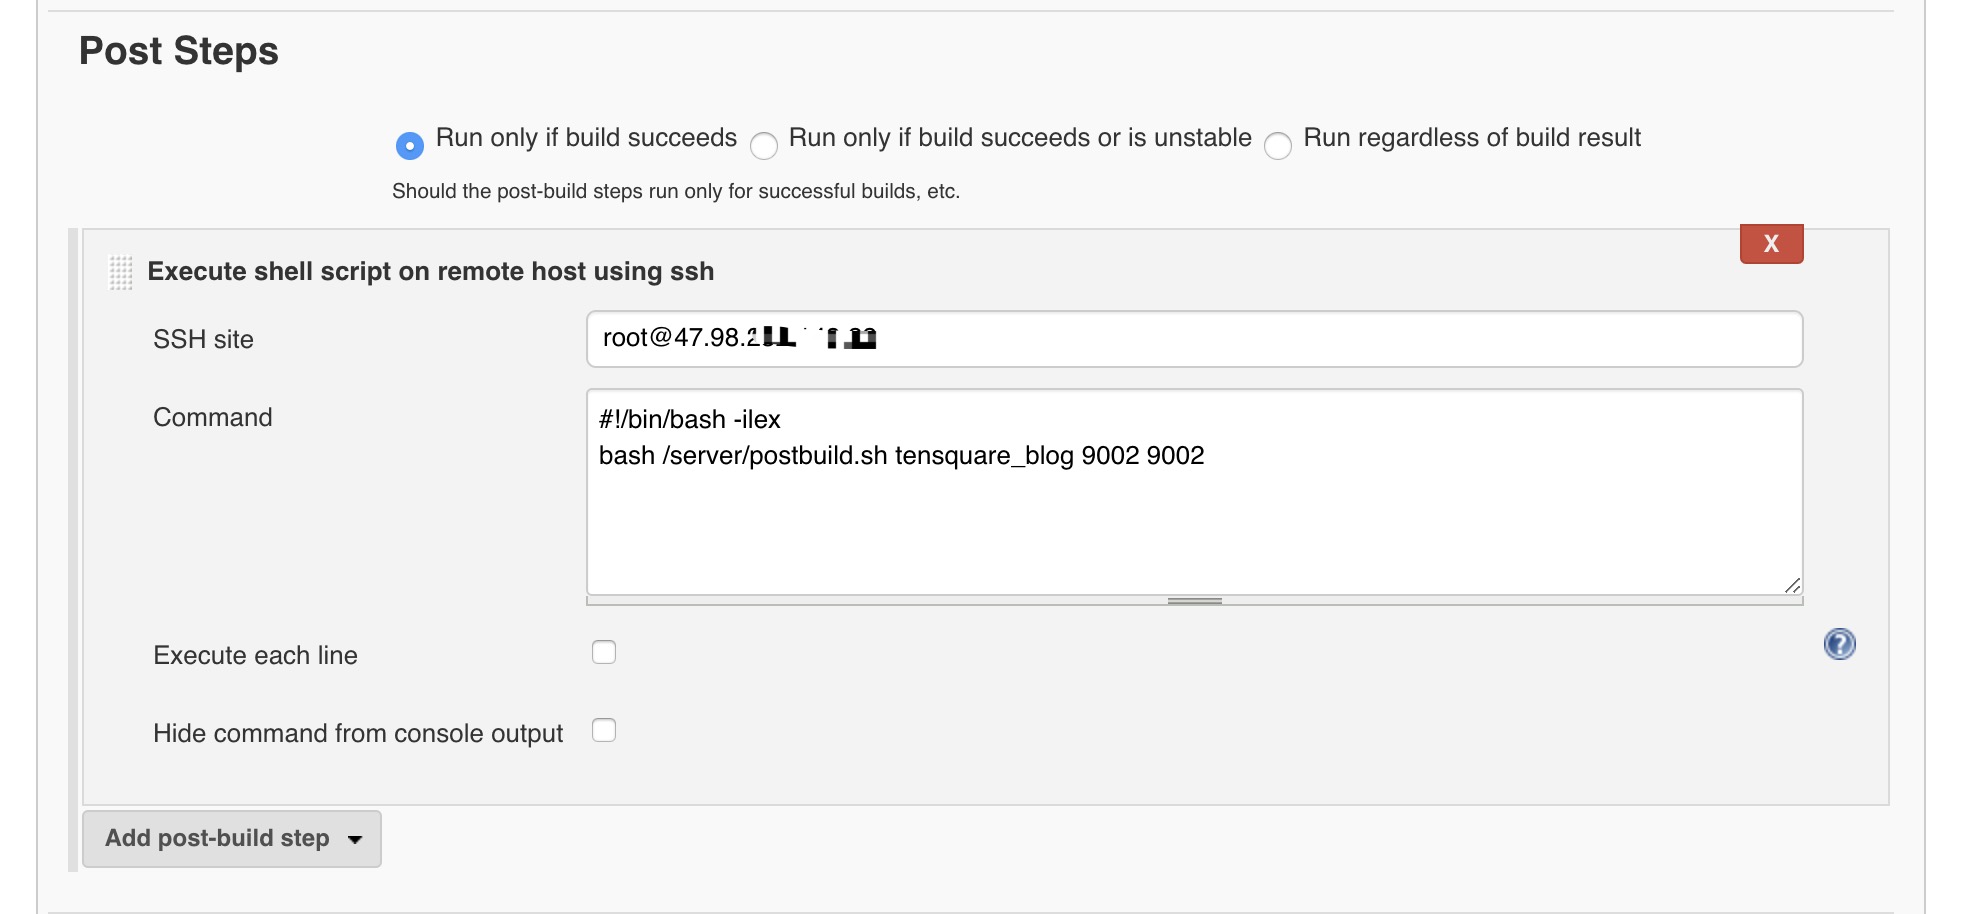 Post Steps
Run only if build succeeds Run only if build succeeds or is unstable Run regardless of build result
Should the post-build steps run only for successful builds, etc.
X
Execute shell script on remote host using ssh
SSH site root@47.98.
Command #!/bin/bash -ilex
bash /server/postbuild.sh tensquare_blog 9002 9002
Execute each line
?
Hide command from console output
Add post-build step